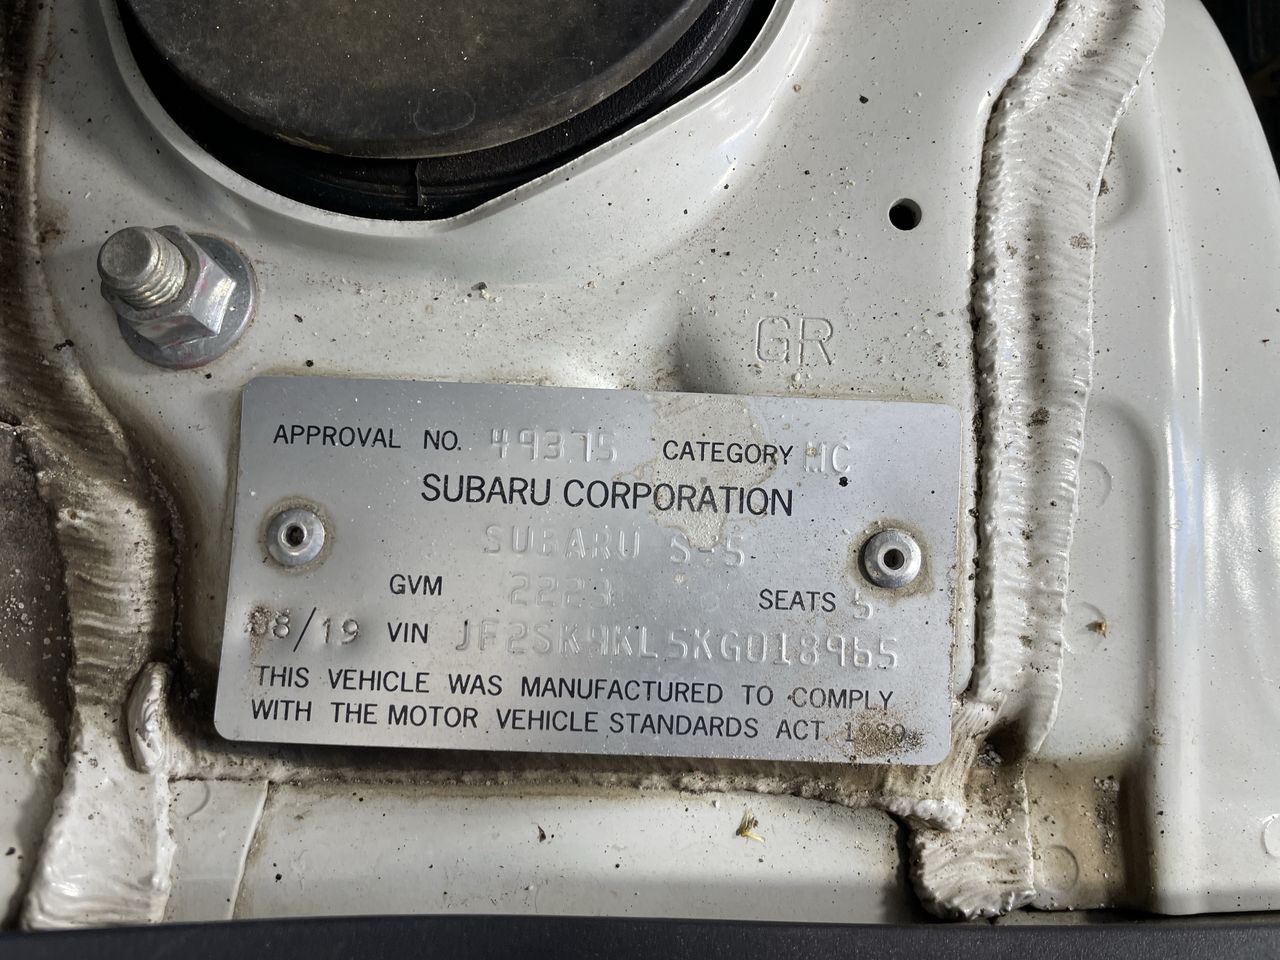 GR
APPROVAL NO. 49375 CATEGORY MC
SUBARU CORPORATION
SUBARU S-5
GVM 2223 SEATS 5
08/19 VIN JF2SK9KL5KG018965
THIS VEHICLE WAS MANUFACTURED TO COMPLY
WITH THE MOTOR VEHICLE STANDARDS ACT 1989